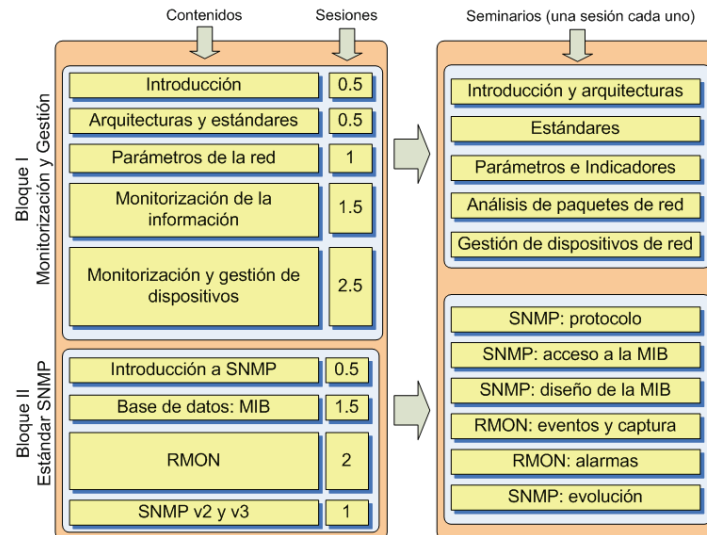 Contenidos
Sesiones
Seminarios (una sesión cada uno)
Bloque I
Monitorización y Gestión
Introducción
0.5
Arquitecturas y estándares
0.5
Parámetros de la red
1
Monitorización de la
información
1.5
Monitorización y gestión de
dispositivos
2.5
Introducción y arquitecturas
Estándares
Parámetros e Indicadores
Análisis de paquetes de red
Gestión de dispositivos de red
Bloque II
Estándar SNMP
Introducción a SNMP
0.5
Base de datos: MIB
1.5
RMON
2
SNMP v2 y v3
1
SNMP: protocolo
SNMP: acceso a la MIB
SNMP: diseño de la MIB
RMON: eventos y captura
RMON: alarmas
SNMP: evolución